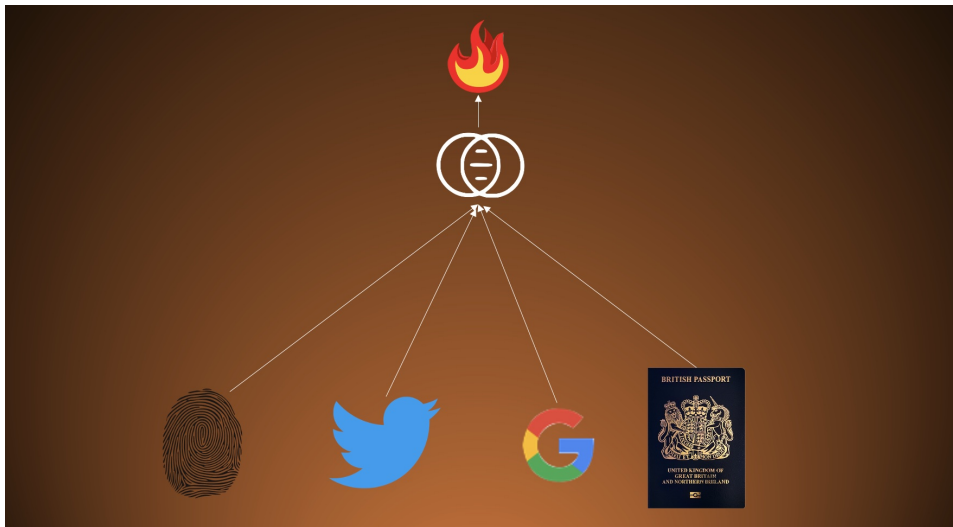 BRITISH PASSPORT
UNITED KINGDOM OF
GREAT BRITAIN
AND NORTHERN IRELAND